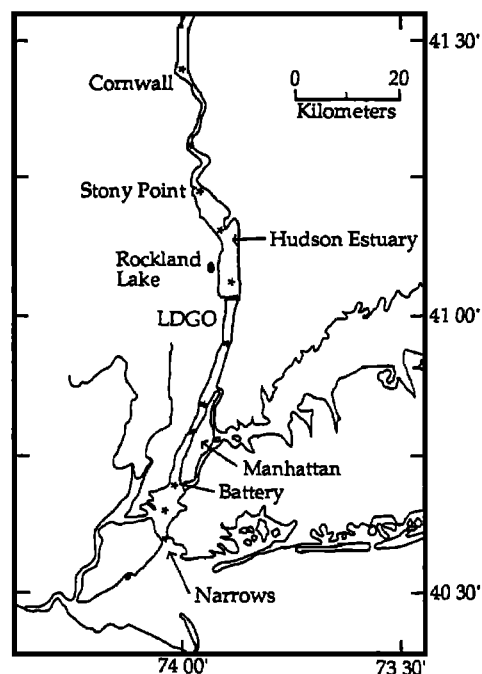 41 30'
Cornwall
0 20
Kilometers
Stony Point
Hudson Estuary
Rockland
Lake
LDGO
41 00'
Manhattan
Battery
Narrows
40 30'
74 00' 73 30'